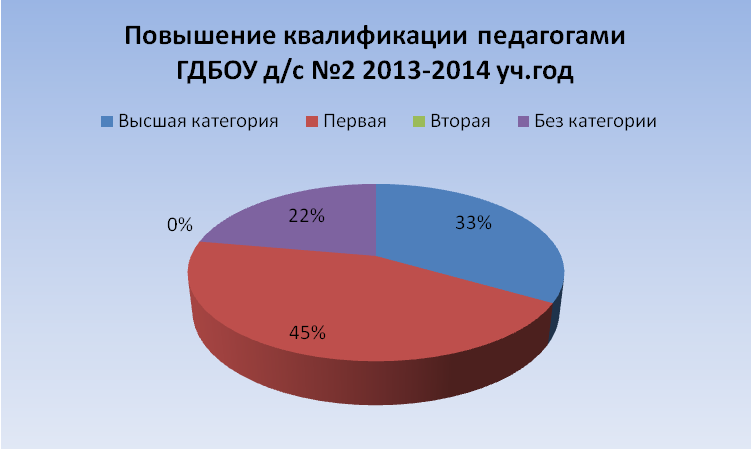 Повышение квалификации педагогами
ГДБОУ д/с №2 2013-2014 уч.год
Высшая категория Первая Вторая Без категории
22% 33%
0%
45%